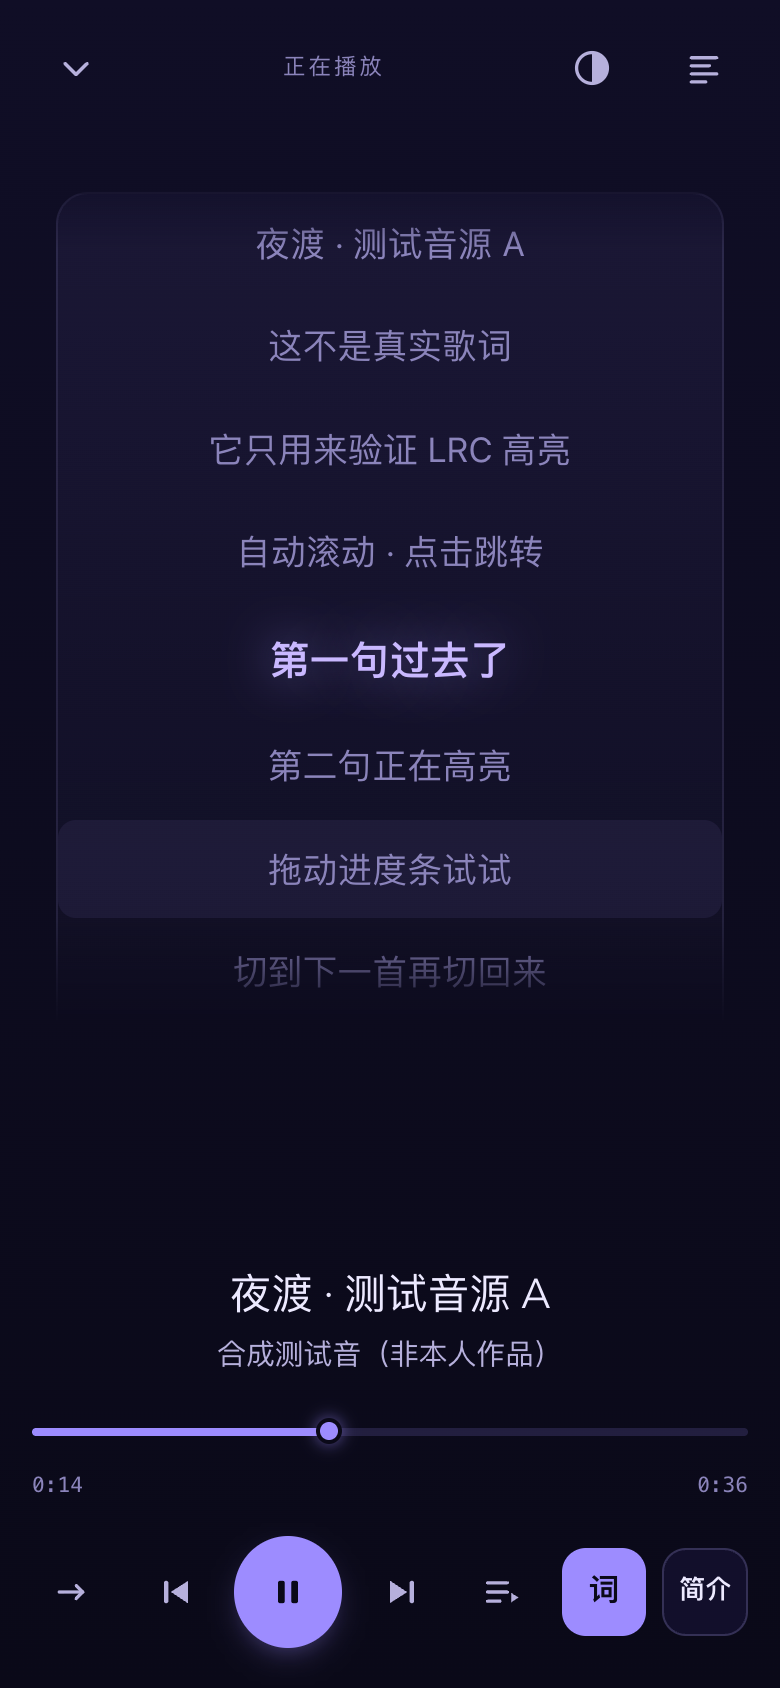 正在播放
夜渡 · 测试音源 A
这不是真实歌词
它只用来验证 LRC 高亮
自动滚动 · 点击跳转
第一句过去了
第二句正在高亮
拖动进度条试试
切到下一首再切回来
夜渡 · 测试音源 A
合成测试音（非本人作品）
0:14
0:36
词
简介